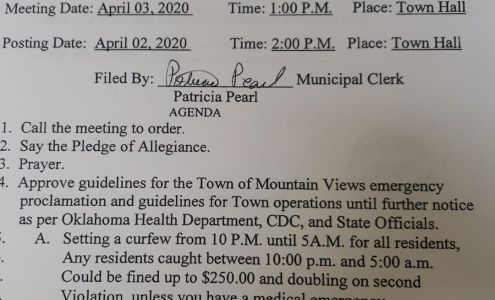 Meeting Date: April 03, 2020 Time: 1:00 P.M. Place: Town Hall
Posting Date: April 02, 2020 Time: 2:00 P.M. Place: Town Hall
Filed By: Patricia Pearl Municipal Clerk
Patricia Pearl
AGENDA
1. Call the meeting to order.
2. Say the Pledge of Allegiance.
3. Prayer.
4. Approve guidelines for the Town of Mountain Views emergency
proclamation and guidelines for Town operations until further notice
as per Oklahoma Health Department, CDC, and State Officials.
A. Setting a curfew from 10 P.M. until 5A.M. for all residents,
Any residents caught between 10:00 p.m. and 5:00 a.m.
Could be fined up to $250.00 and doubling on second
Violation, unless you have a medical emergency